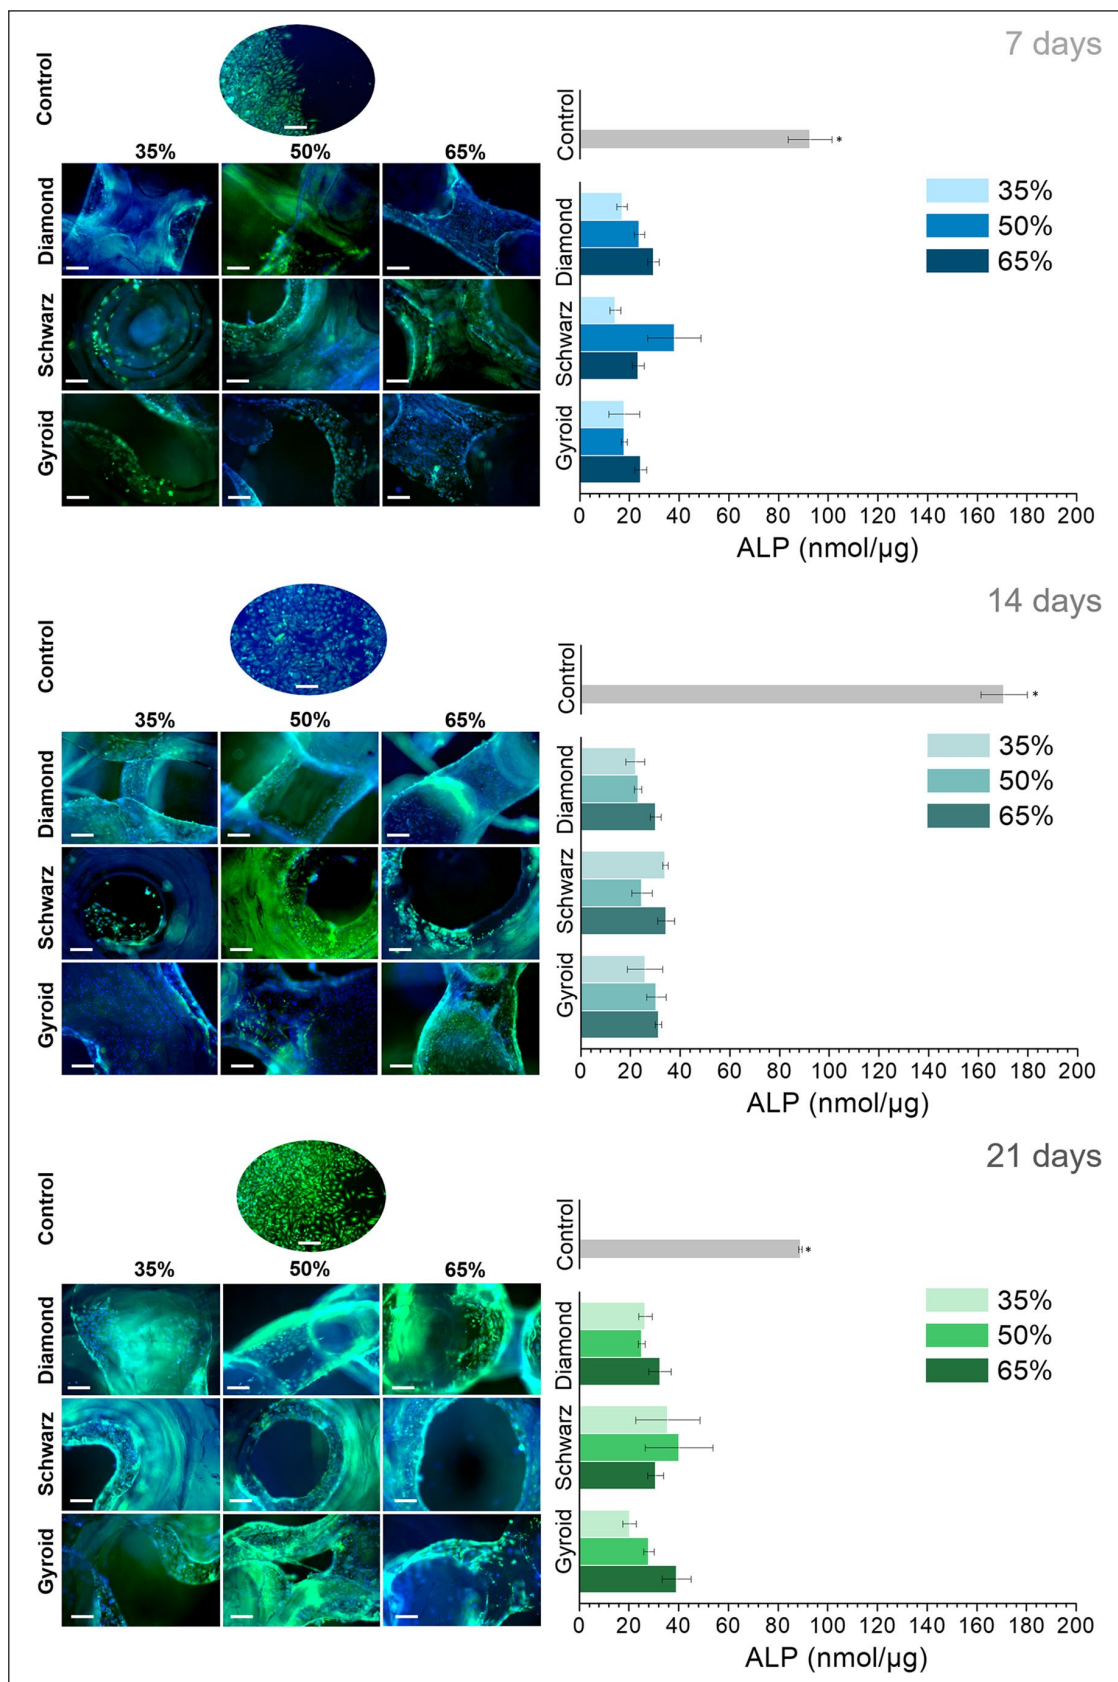 7 days
Control
35% 50% 65%
Diamond
Schwarz
Gyroid
Control
*
Diamond
Schwarz
Gyroid
35%
50%
65%
0 20 40 60 80 100 120 140 160 180 200
ALP (nmol/µg)
14 days
Control
35% 50% 65%
Diamond
Schwarz
Gyroid
Control
*
Diamond
Schwarz
Gyroid
35%
50%
65%
0 20 40 60 80 100 120 140 160 180 200
ALP (nmol/µg)
21 days
Control
35% 50% 65%
Diamond
Schwarz
Gyroid
Control
*
Diamond
Schwarz
Gyroid
35%
50%
65%
0 20 40 60 80 100 120 140 160 180 200
ALP (nmol/µg)